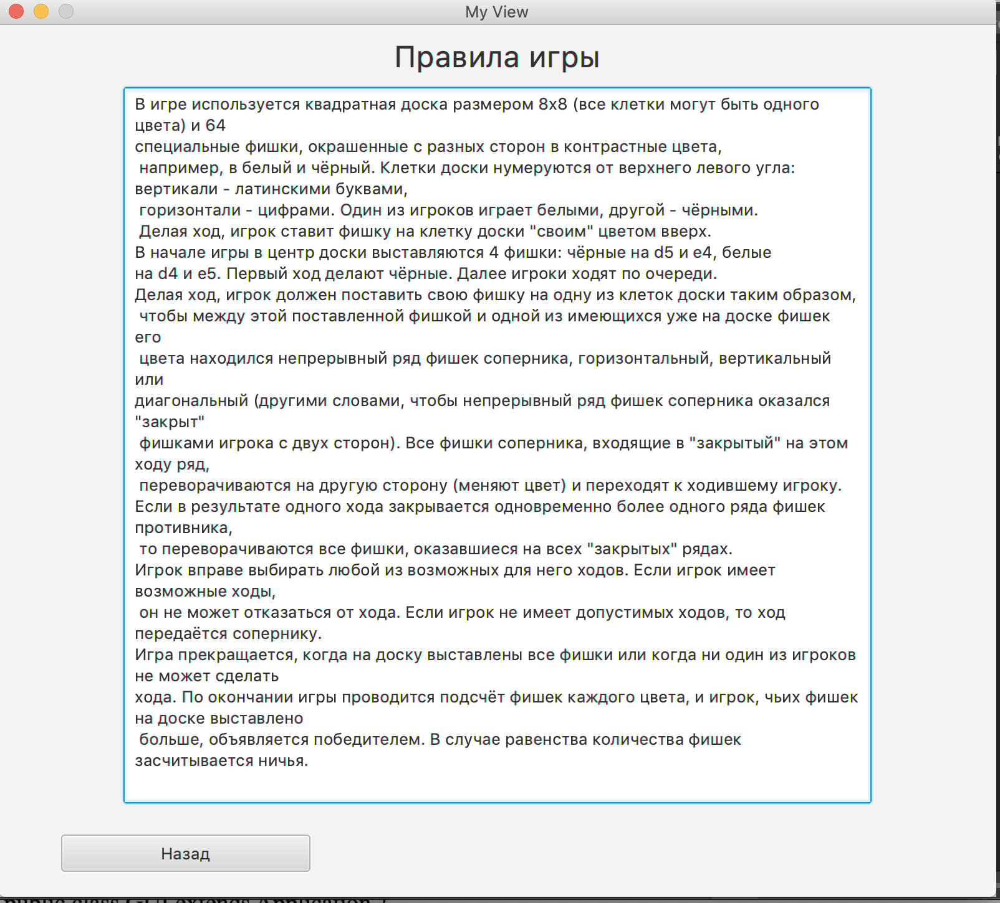 My View
Правила игры
В игре используется квадратная доска размером 8x8 (все клетки могут быть одного
цвета) и 64
специальные фишки, окрашенные с разных сторон в контрастные цвета,
например, в белый и чёрный. Клетки доски нумеруются от верхнего левого угла:
вертикали - латинскими буквами,
горизонтали - цифрами. Один из игроков играет белыми, другой - чёрными.
Делая ход, игрок ставит фишку на клетку доски "своим" цветом вверх.
В начале игры в центр доски выставляются 4 фишки: чёрные на d5 и e4, белые
на d4 и e5. Первый ход делают чёрные. Далее игроки ходят по очереди.
Делая ход, игрок должен поставить свою фишку на одну из клеток доски таким образом,
чтобы между этой поставленной фишкой и одной из имеющихся уже на доске фишек
его
цвета находился непрерывный ряд фишек соперника, горизонтальный, вертикальный
или
диагональный (другими словами, чтобы непрерывный ряд фишек соперника оказался
"закрыт"
фишками игрока с двух сторон). Все фишки соперника, входящие в "закрытый" на этом
ходу ряд,
переворачиваются на другую сторону (меняют цвет) и переходят к ходившему игроку.
Если в результате одного хода закрывается одновременно более одного ряда фишек
противника,
то переворачиваются все фишки, оказавшиеся на всех "закрытых" рядах.
Игрок вправе выбирать любой из возможных для него ходов. Если игрок имеет
возможные ходы,
он не может отказаться от хода. Если игрок не имеет допустимых ходов, то ход
передаётся сопернику.
Игра прекращается, когда на доску выставлены все фишки или когда ни один из игроков
не может сделать
хода. По окончании игры проводится подсчёт фишек каждого цвета, и игрок, чьих фишек
на доске выставлено
больше, объявляется победителем. В случае равенства количества фишек
засчитывается ничья.
Назад